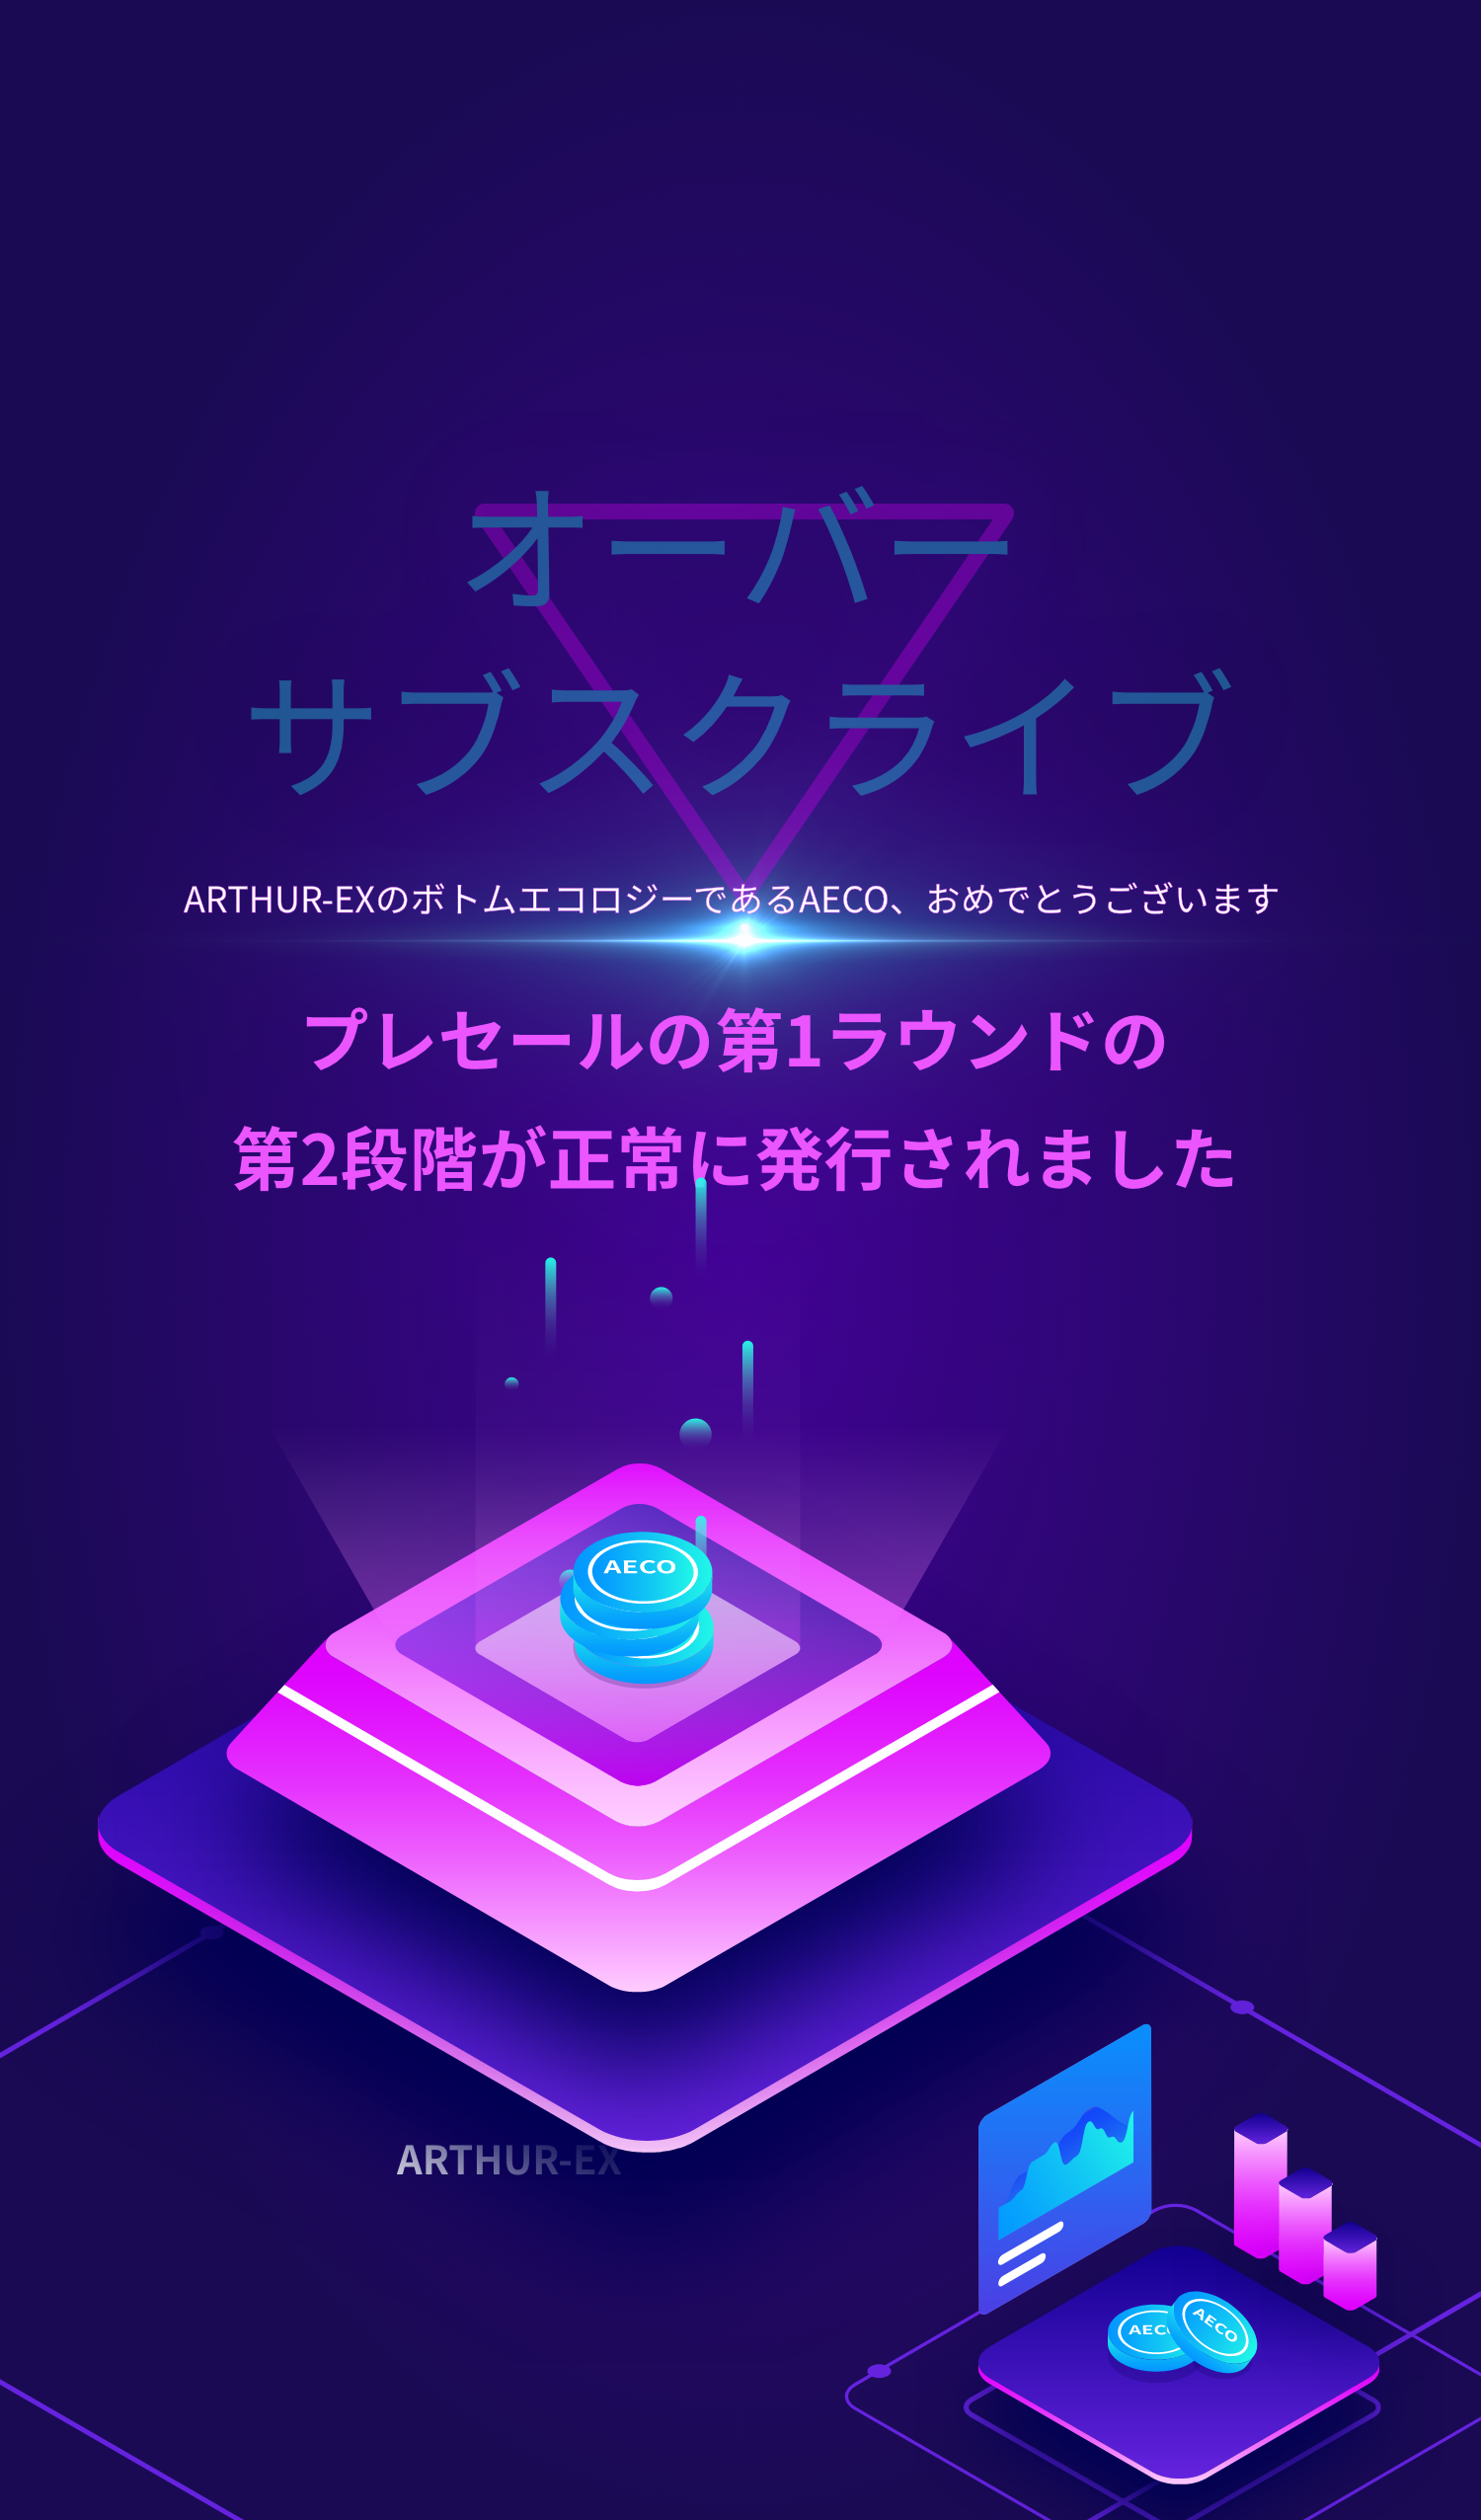 オーバー
サブスクライブ
ARTHUR-EXのボトムエコロジーであるAECO、おめでとうございます
プレセールの第1ラウンドの
第2段階が正常に発行されました
AECO
ARTHUR-EX
AECO
AECO